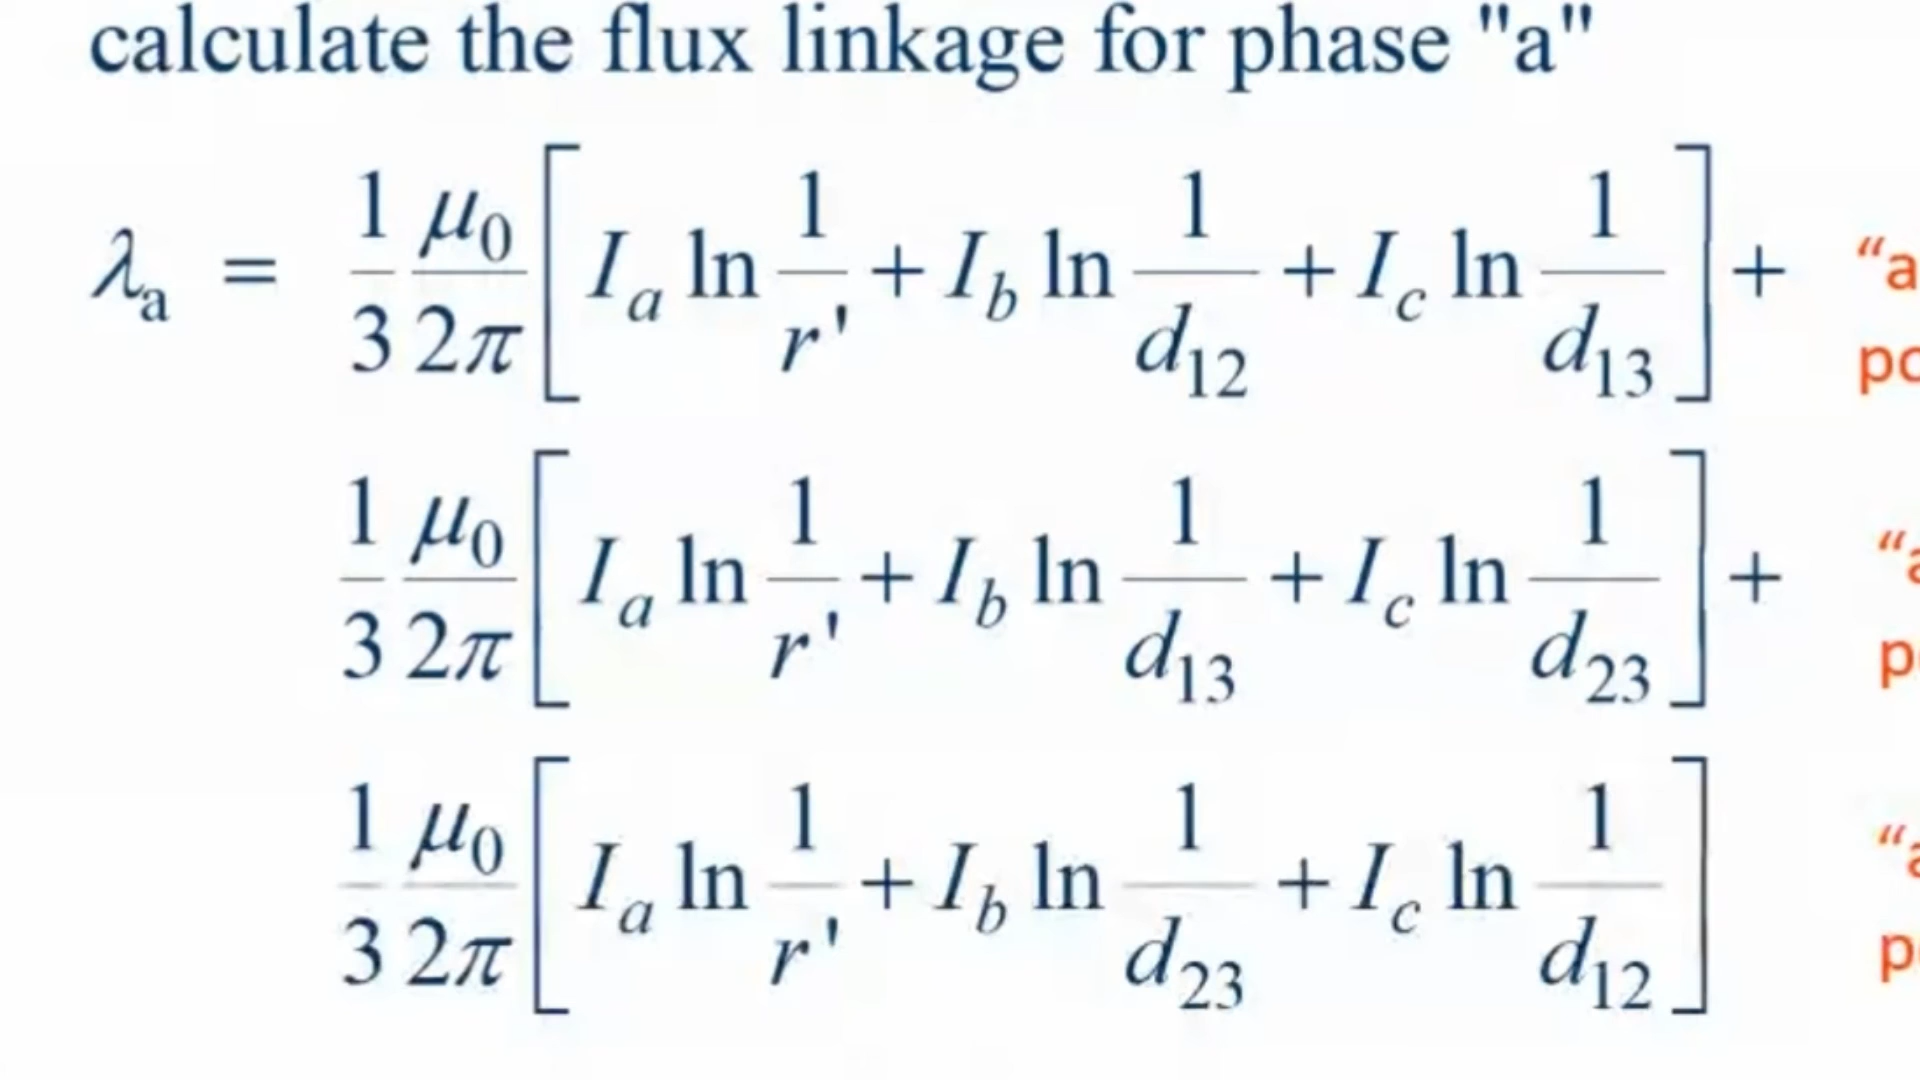 calculate the flux linkage for phase "a"
λa = 1/3 μ0/2π [Ia ln 1/r' + Ib ln 1/d12 + Ic ln 1/d13] + “a
1/3 μ0/2π [Ia ln 1/r' + Ib ln 1/d13 + Ic ln 1/d23] +
1/3 μ0/2π [Ia ln 1/r' + Ib ln 1/d23 + Ic ln 1/d12]